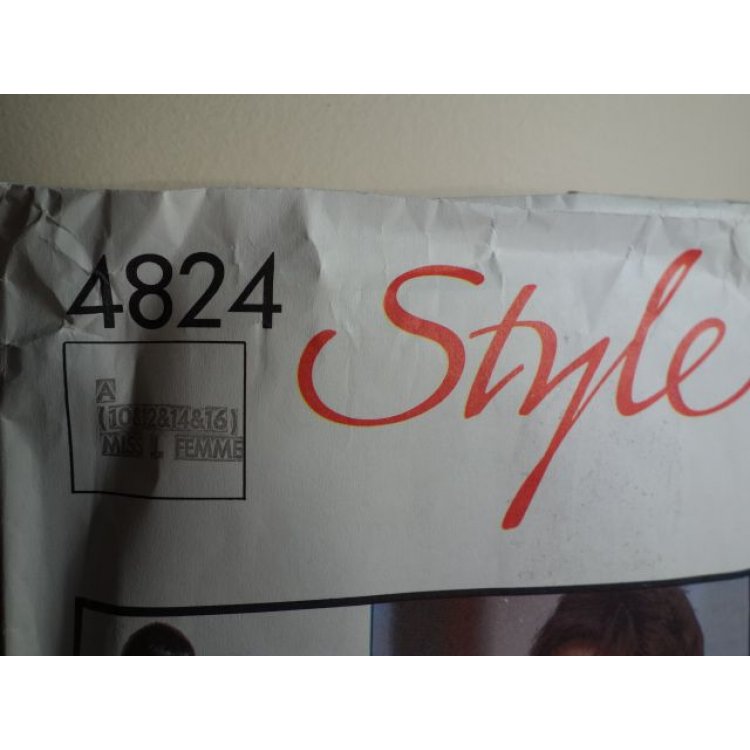 4824
Style
A
(10&12&14&16)
MISS J. FEMME